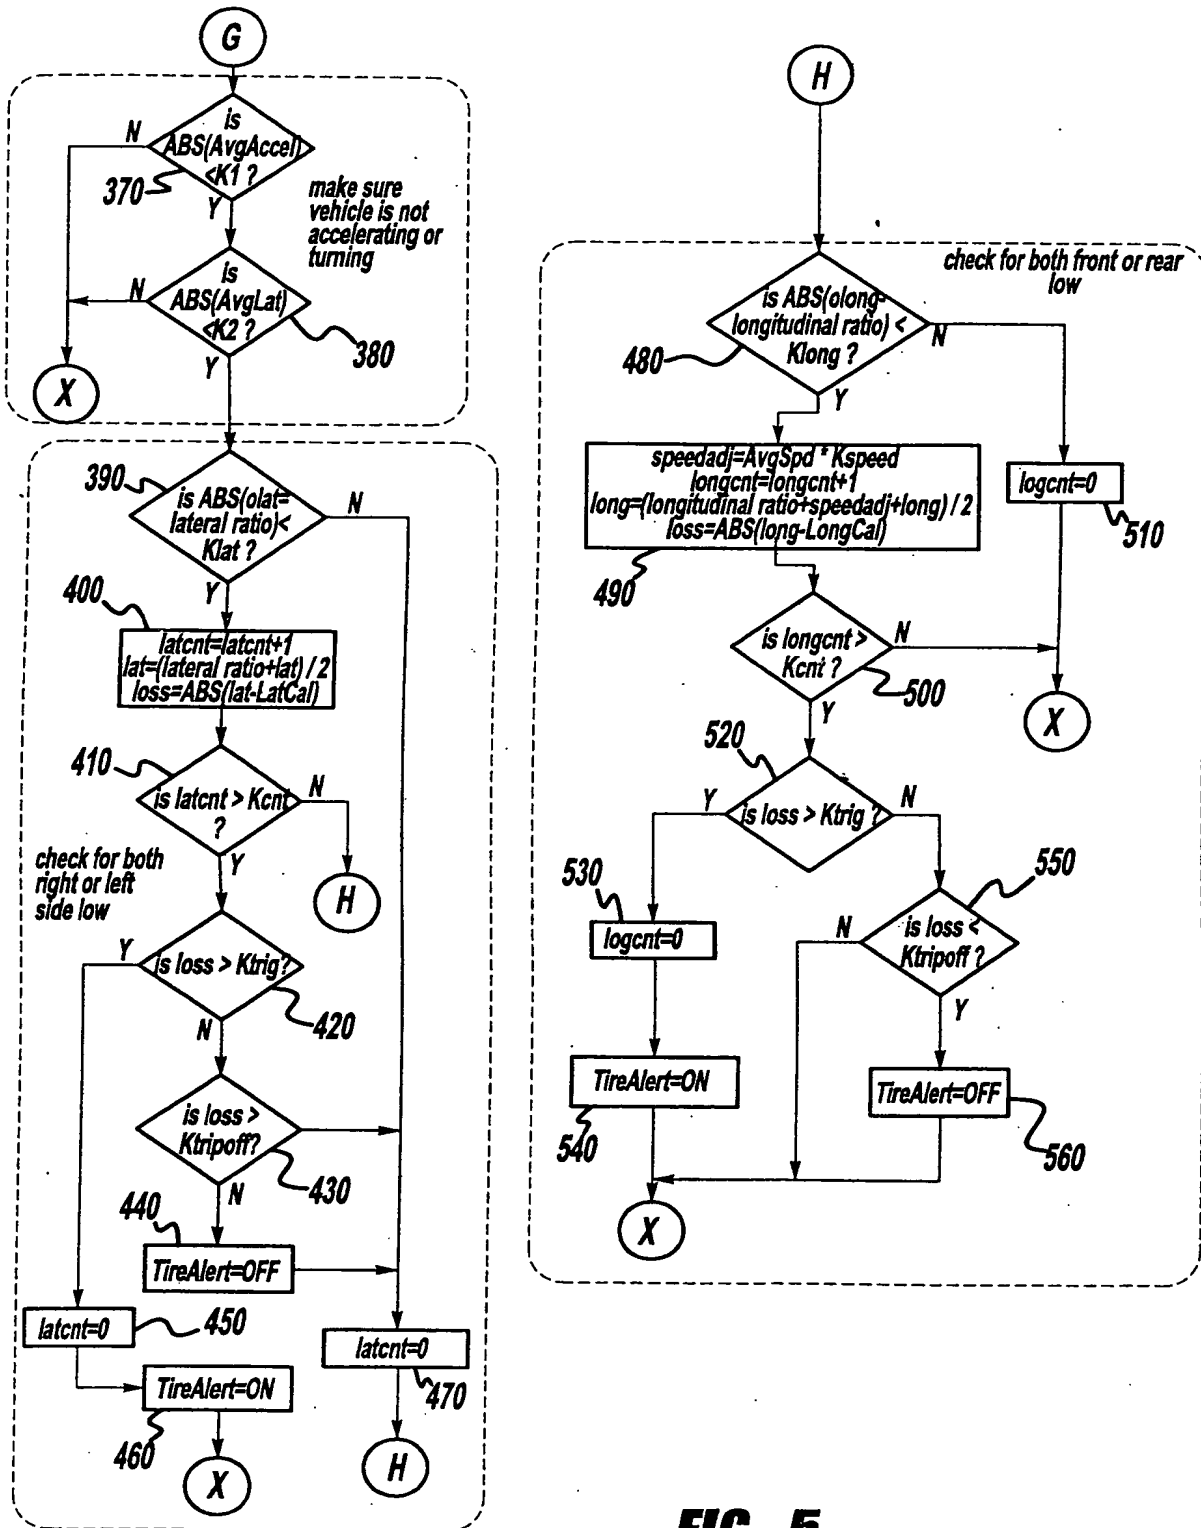 G
is
ABS(AvgAccel)
<K1 ?
N
370
Y
make sure
vehicle is not
accelerating or
turning
is
ABS(AvgLat)
<K2 ?
N
380
Y
X
390
is ABS(olat=
lateral ratio)<
Klat ?
N
Y
400
latcnt=latcnt+1
lat=(lateral ratio+lat) / 2
loss=ABS(lat-LatCal)
410
is latcnt > Kcnt
?
N
Y
H
check for both
right or left
side low
Y
is loss > Ktrig?
420
N
is loss >
Ktripoff?
430
N
440
TireAlert=OFF
latcnt=0
450
TireAlert=ON
460
X
latcnt=0
470
H
H
check for both front or rear
low
is ABS(olong-
longitudinal ratio) <
Klong ?
480
N
Y
speedadj=AvgSpd * Kspeed
longcnt=longcnt+1
long=(longitudinal ratio+speedadj+long) / 2
loss=ABS(long-LongCal)
490
logcnt=0
510
is longcnt >
Kcnt ?
N
500
Y
X
520
is loss > Ktrig ?
Y
N
530
logcnt=0
550
is loss <
Ktripoff ?
N
Y
TireAlert=ON
540
TireAlert=OFF
560
X
FIG. 5